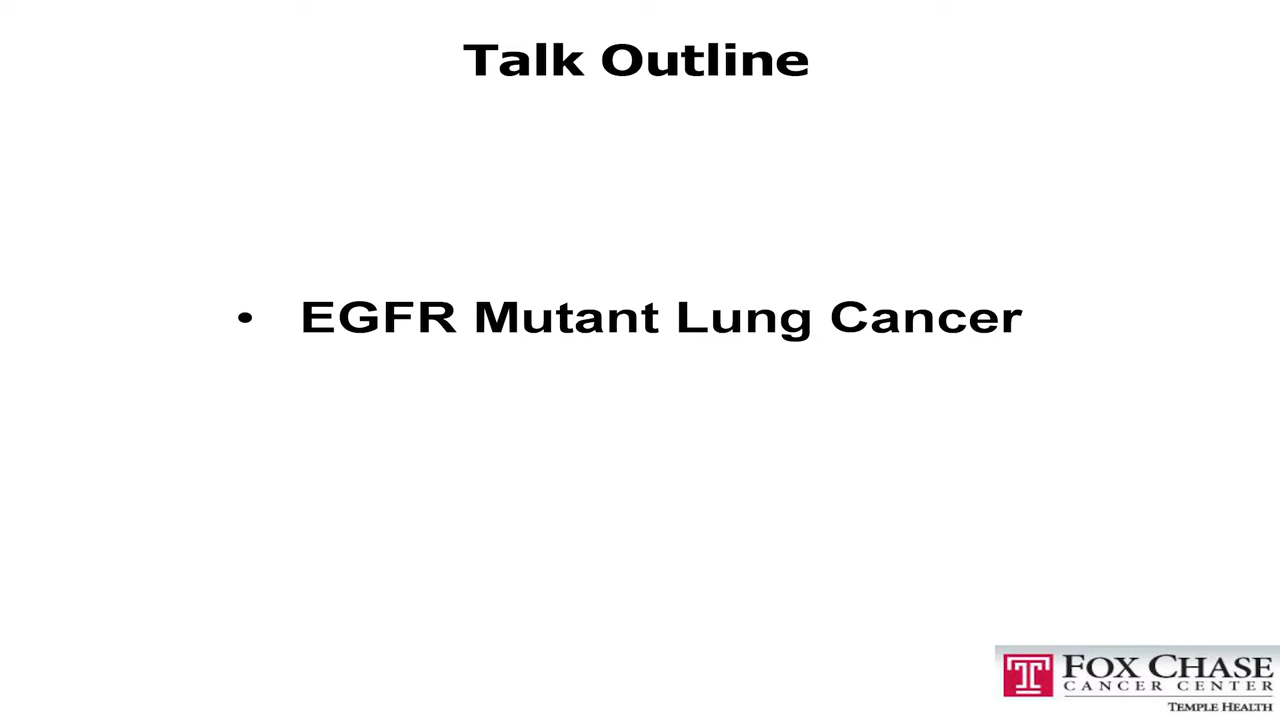 Talk Outline
• EGFR Mutant Lung Cancer
T
FOX CHASE
CANCER CENTER
TEMPLE HEALTH